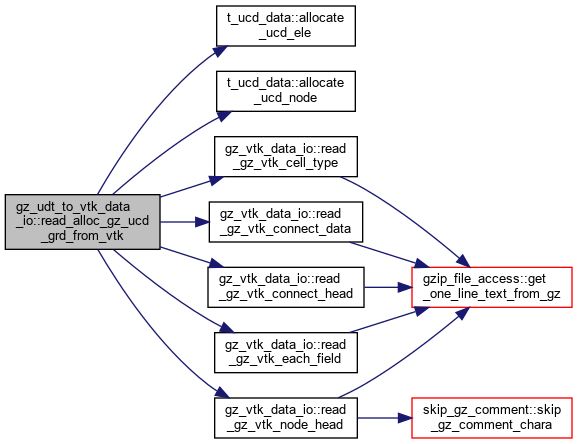 t_ucd_data::allocate
_ucd_ele
t_ucd_data::allocate
_ucd_node
gz_vtk_data_io::read
_gz_vtk_cell_type
gz_udt_to_vtk_data
_io::read_alloc_gz_ucd
_grd_from_vtk
gz_vtk_data_io::read
_gz_vtk_connect_data
gz_vtk_data_io::read
_gz_vtk_connect_head
gzip_file_access::get
_one_line_text_from_gz
gz_vtk_data_io::read
_gz_vtk_each_field
gz_vtk_data_io::read
_gz_vtk_node_head
skip_gz_comment::skip
_gz_comment_chara